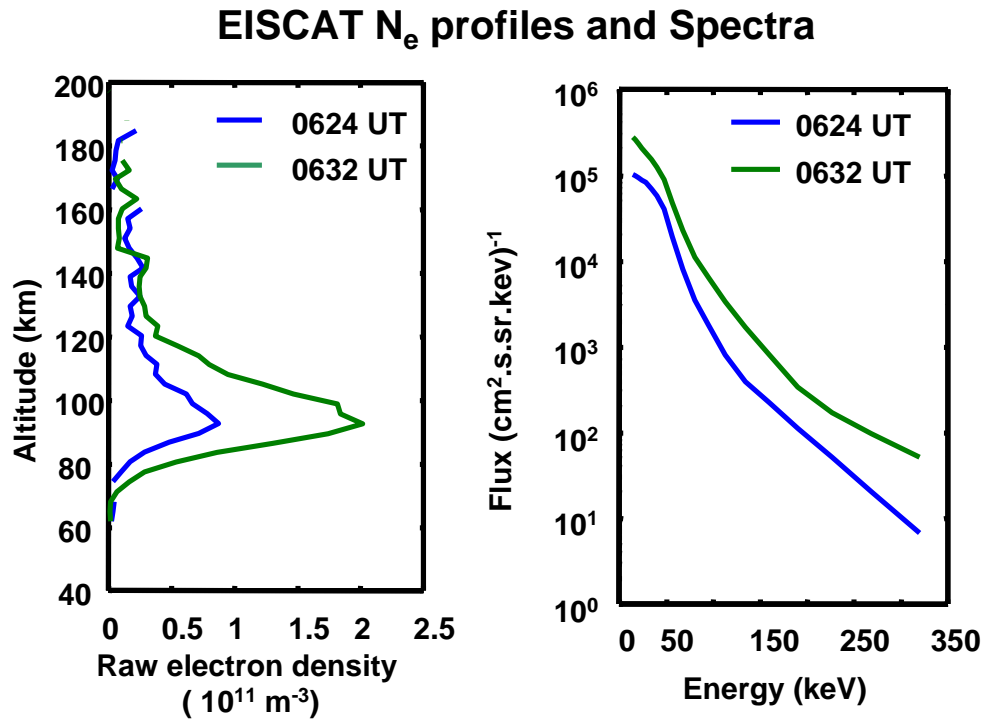 EISCAT Nₑ profiles and Spectra
200
180
160
140
120
100
80
60
40
Altitude (km)
0624 UT
0632 UT
0 0.5 1 1.5 2 2.5
Raw electron density
( 10¹¹ m⁻³)
10⁶
10⁵
10⁴
10³
10²
10¹
10⁰
Flux (cm².s.sr.kev)⁻¹
0624 UT
0632 UT
0 50 150 250 350
Energy (keV)